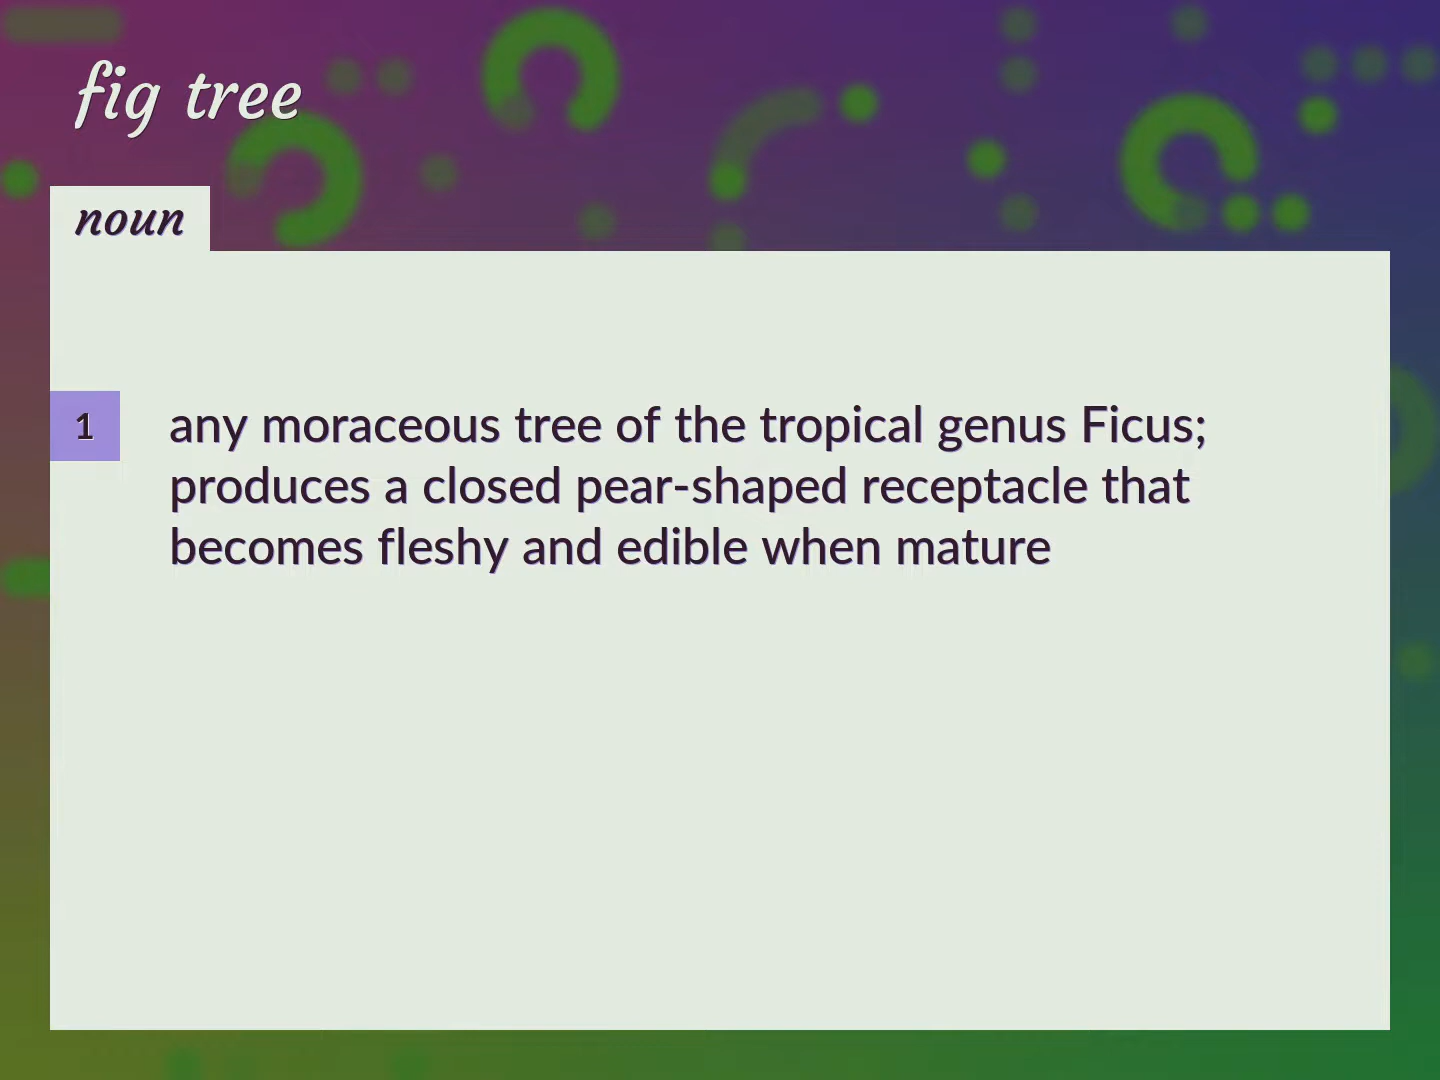 fig tree
noun
1
any moraceous tree of the tropical genus Ficus;
produces a closed pear-shaped receptacle that
becomes fleshy and edible when mature